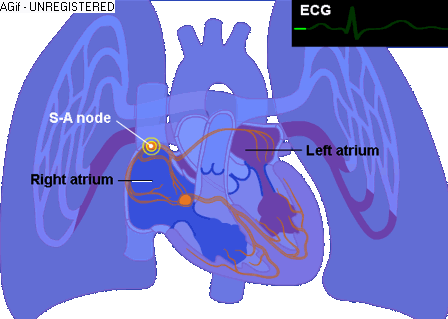 AGif - UNREGISTERED
ECG
S-A node
Left atrium
Right atrium